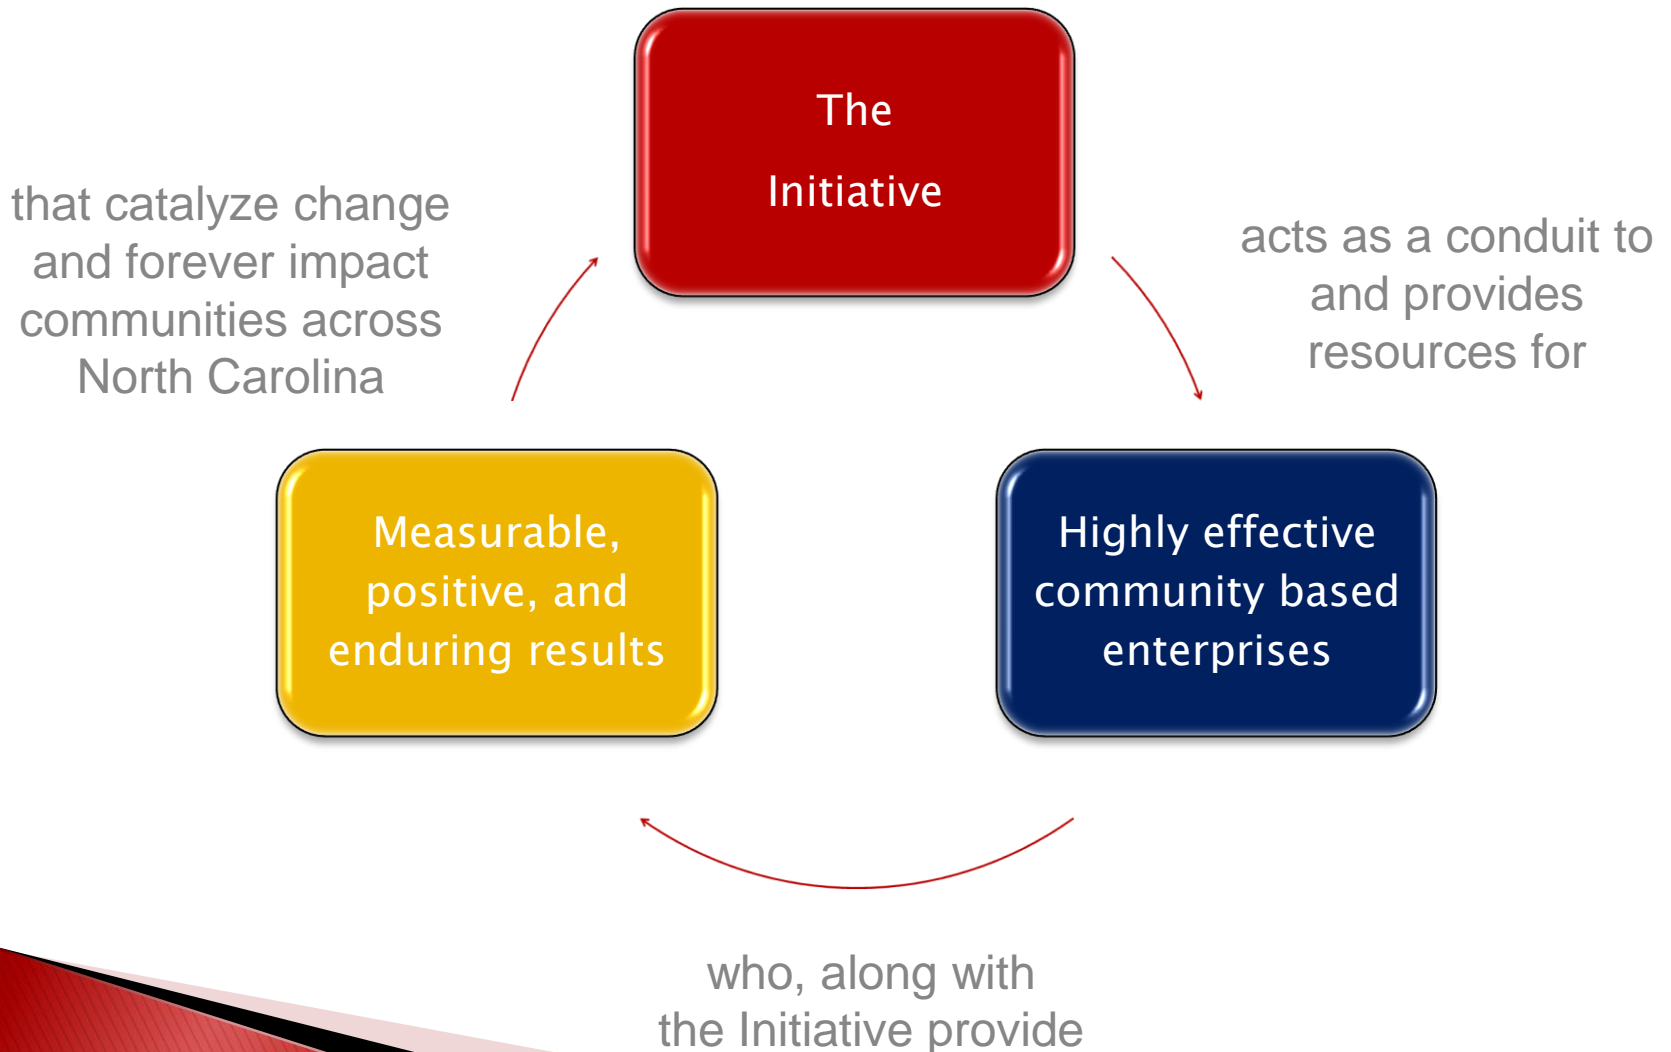 The
Initiative
acts as a conduit to
and provides
resources for
Highly effective
community based
enterprises
who, along with
the Initiative provide
Measurable,
positive, and
enduring results
that catalyze change
and forever impact
communities across
North Carolina